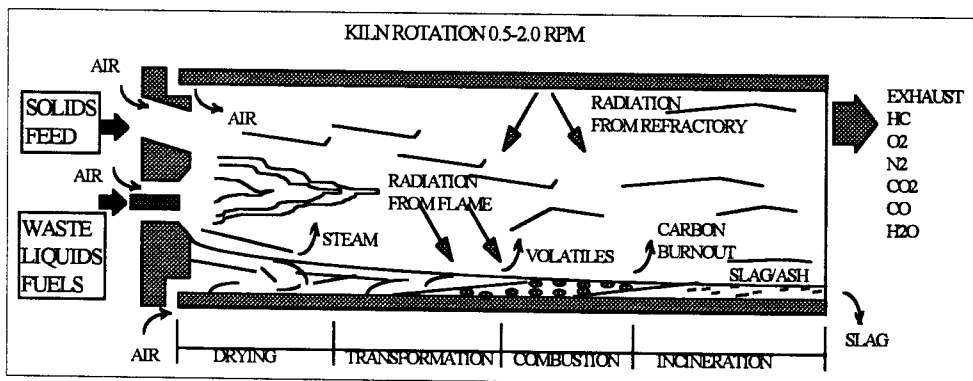 KILN ROTATION 0.5-2.0 RPM
AIR
SOLIDS
FEED
AIR
AIR
WASTE
LIQUIDS
FUELS
AIR
RADIATION
FROM REFRACTORY
RADIATION
FROM FLAME
STEAM
VOLATILES
CARBON
BURNOUT
SLAG/ASH
EXHAUST
HC
O2
N2
CO2
CO
H2O
SLAG
DRYING
TRANSFORMATION
COMBUSTION
INCINERATION